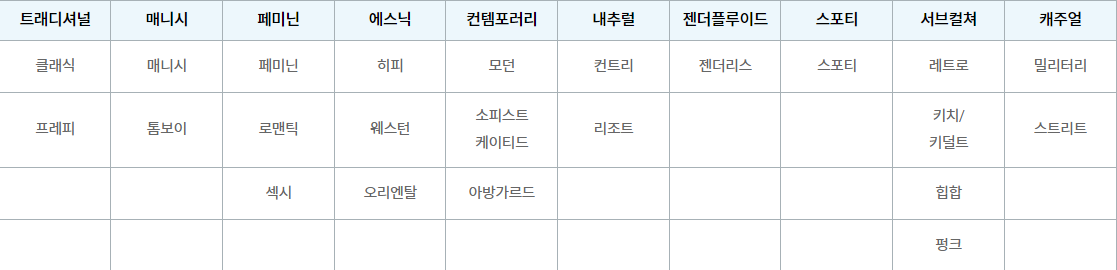 트래디셔널 매니시 페미닌 에스닉 컨템포러리 내추럴 젠더플루이드 스포티 서브컬쳐 캐주얼
클래식 매니시 페미닌 히피 모던 컨트리 젠더리스 스포티 레트로 밀리터리
프레피 톰보이 로맨틱 웨스턴 소피스트 리조트 키치/ 스트리트
케이티드 키덜트
섹시 오리엔탈 아방가르드 힙합
펑크